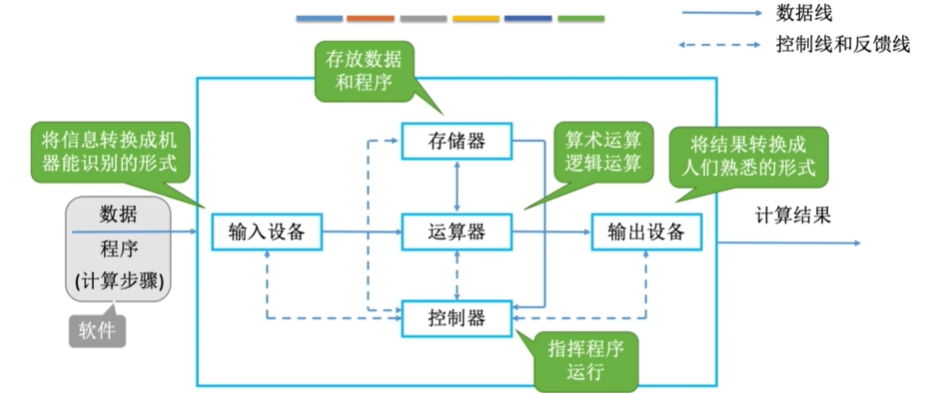 数据线
控制线和反馈线
存放数据
和程序
将信息转换成机
器能识别的形式
存储器
算术运算
逻辑运算
将结果转换成
人们熟悉的形式
数据
程序
(计算步骤)
软件
输入设备
运算器
输出设备
计算结果
控制器
指挥程序
运行